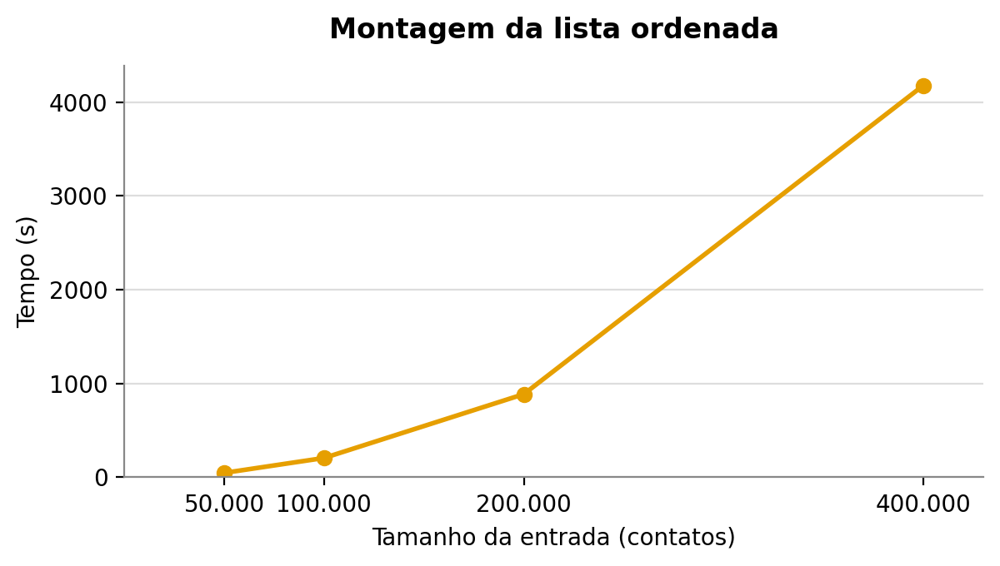 Montagem da lista ordenada
4000
3000
2000
1000
0
Tempo (s)
50.000 100.000 200.000 400.000
Tamanho da entrada (contatos)